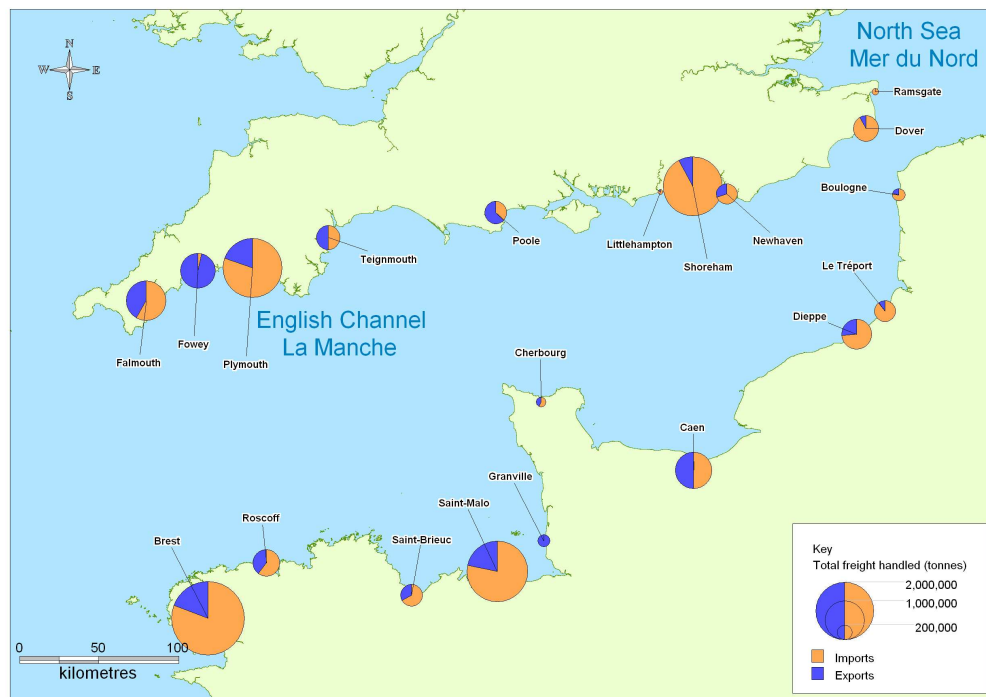 North Sea
Mer du Nord
N
W
E
S
Ramsgate
Dover
Boulogne
Poole
Littlehampton
Newhaven
Teignmouth
Shoreham
Le Tréport
Dieppe
English Channel
La Manche
Fowey
Falmouth
Plymouth
Cherbourg
Caen
Granville
Saint-Malo
Roscoff
Saint-Brieuc
Brest
0
50
100
kilometres
Key
Total freight handled (tonnes)
2,000,000
1,000,000
200,000
Imports
Exports